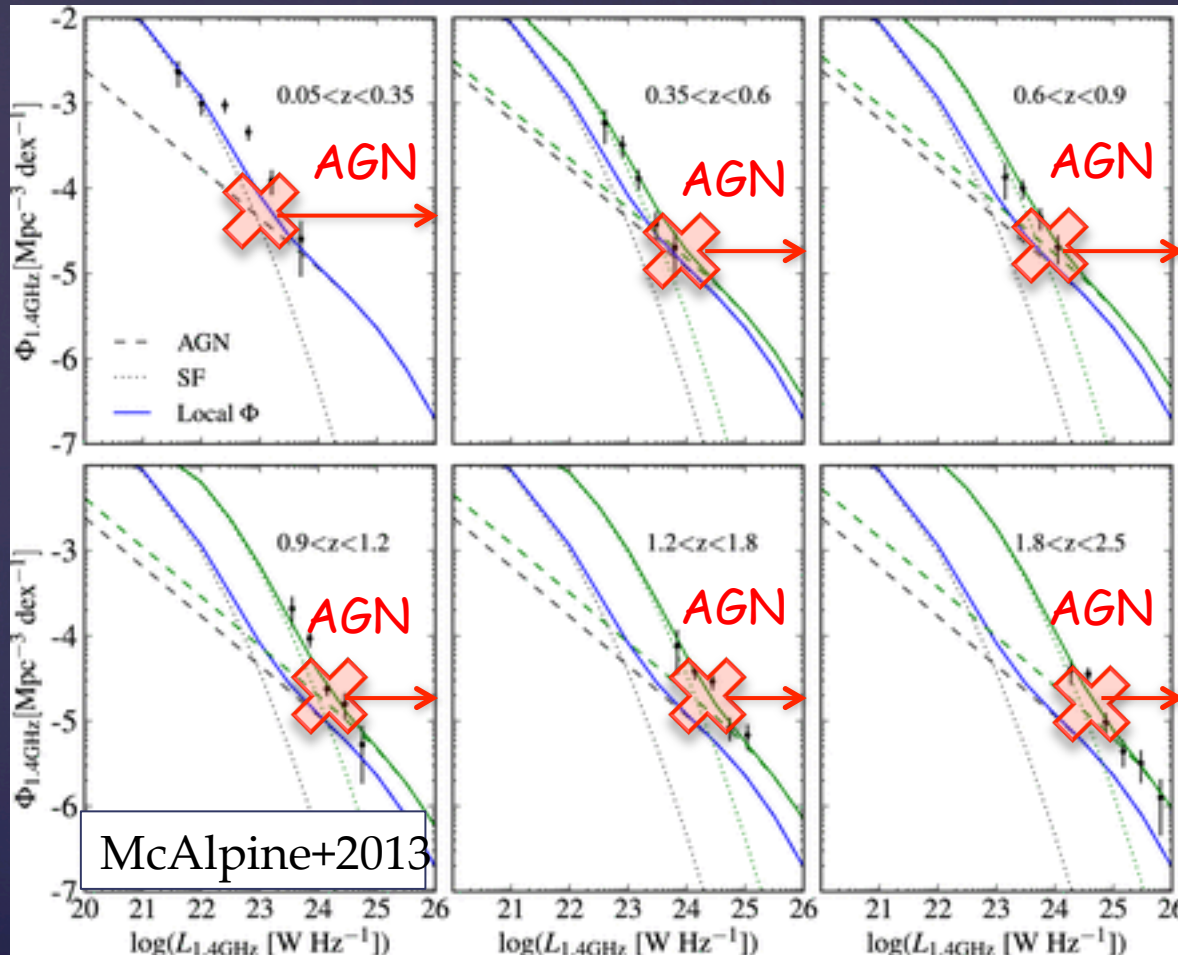 -2
-3
-4
-5
-6
-7
Φ1.4GHz[Mpc⁻³ dex⁻¹]
0.05<z<0.35
AGN
AGN
SF
Local Φ
0.35<z<0.6
AGN
0.6<z<0.9
AGN
-3
-4
-5
-6
-7
Φ1.4GHz[Mpc⁻³ dex⁻¹]
0.9<z<1.2
AGN
McAlpine+2013
1.2<z<1.8
AGN
1.8<z<2.5
AGN
20 21 22 23 24 25 26
21 22 23 24 25 26
21 22 23 24 25 26
log(L1.4GHz [W Hz⁻¹])
log(L1.4GHz [W Hz⁻¹])
log(L1.4GHz [W Hz⁻¹])